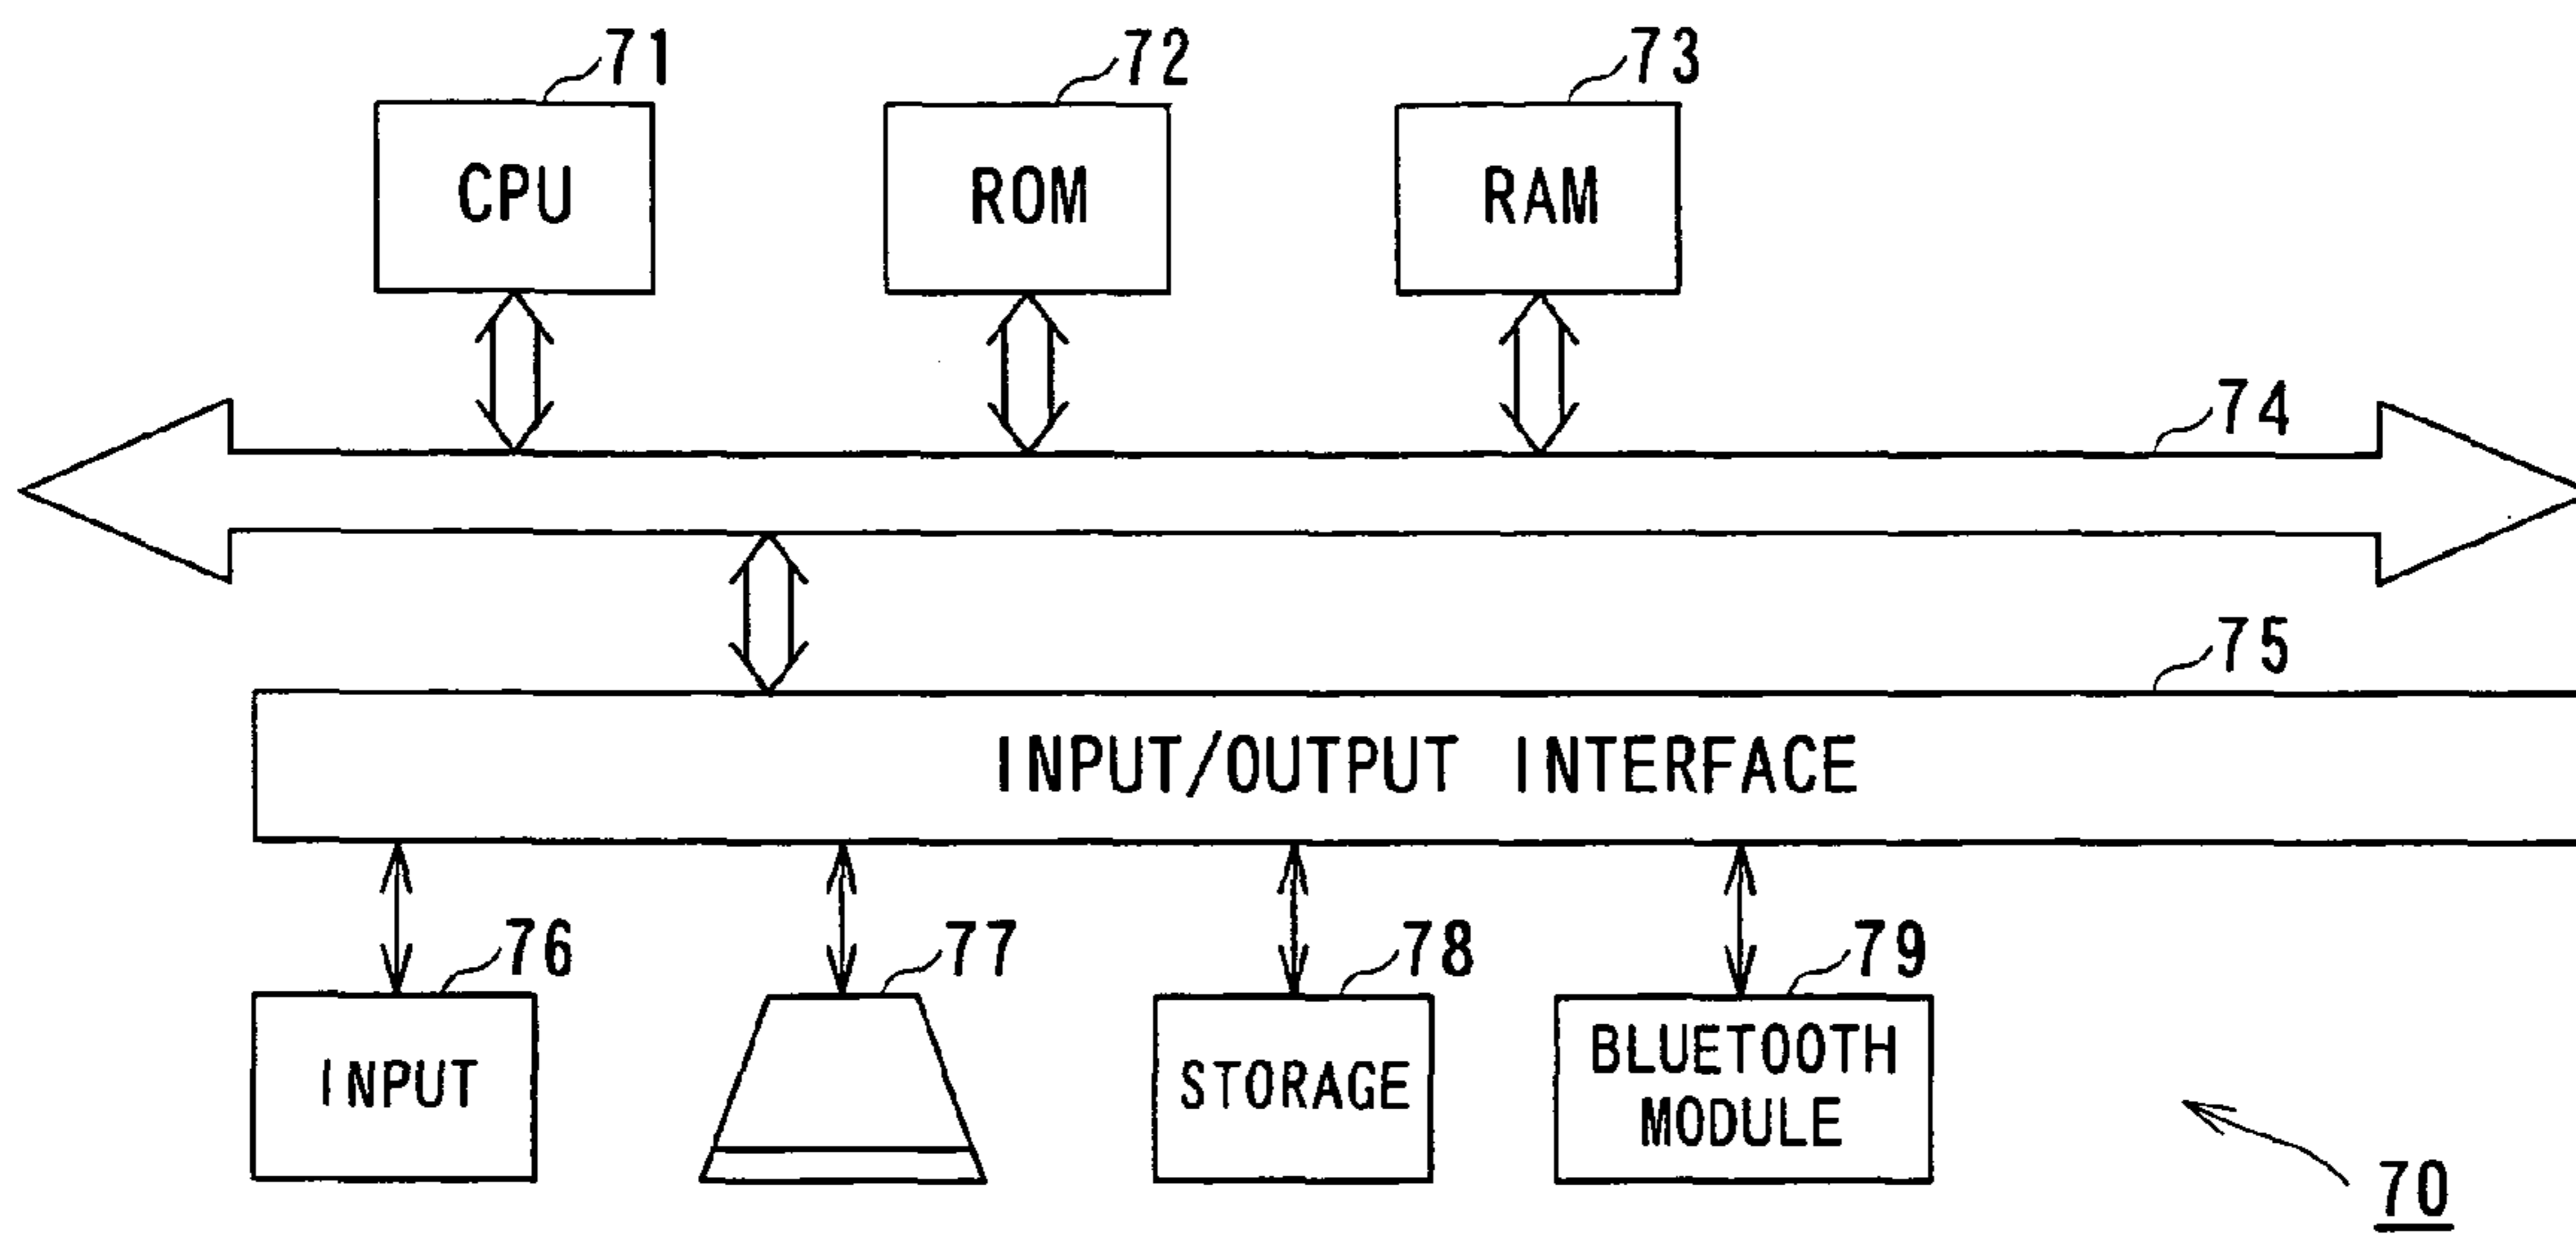 71
72
73
CPU
ROM
RAM
74
75
INPUT/OUTPUT INTERFACE
76
77
78
79
INPUT
STORAGE
BLUETOOTH
MODULE
70